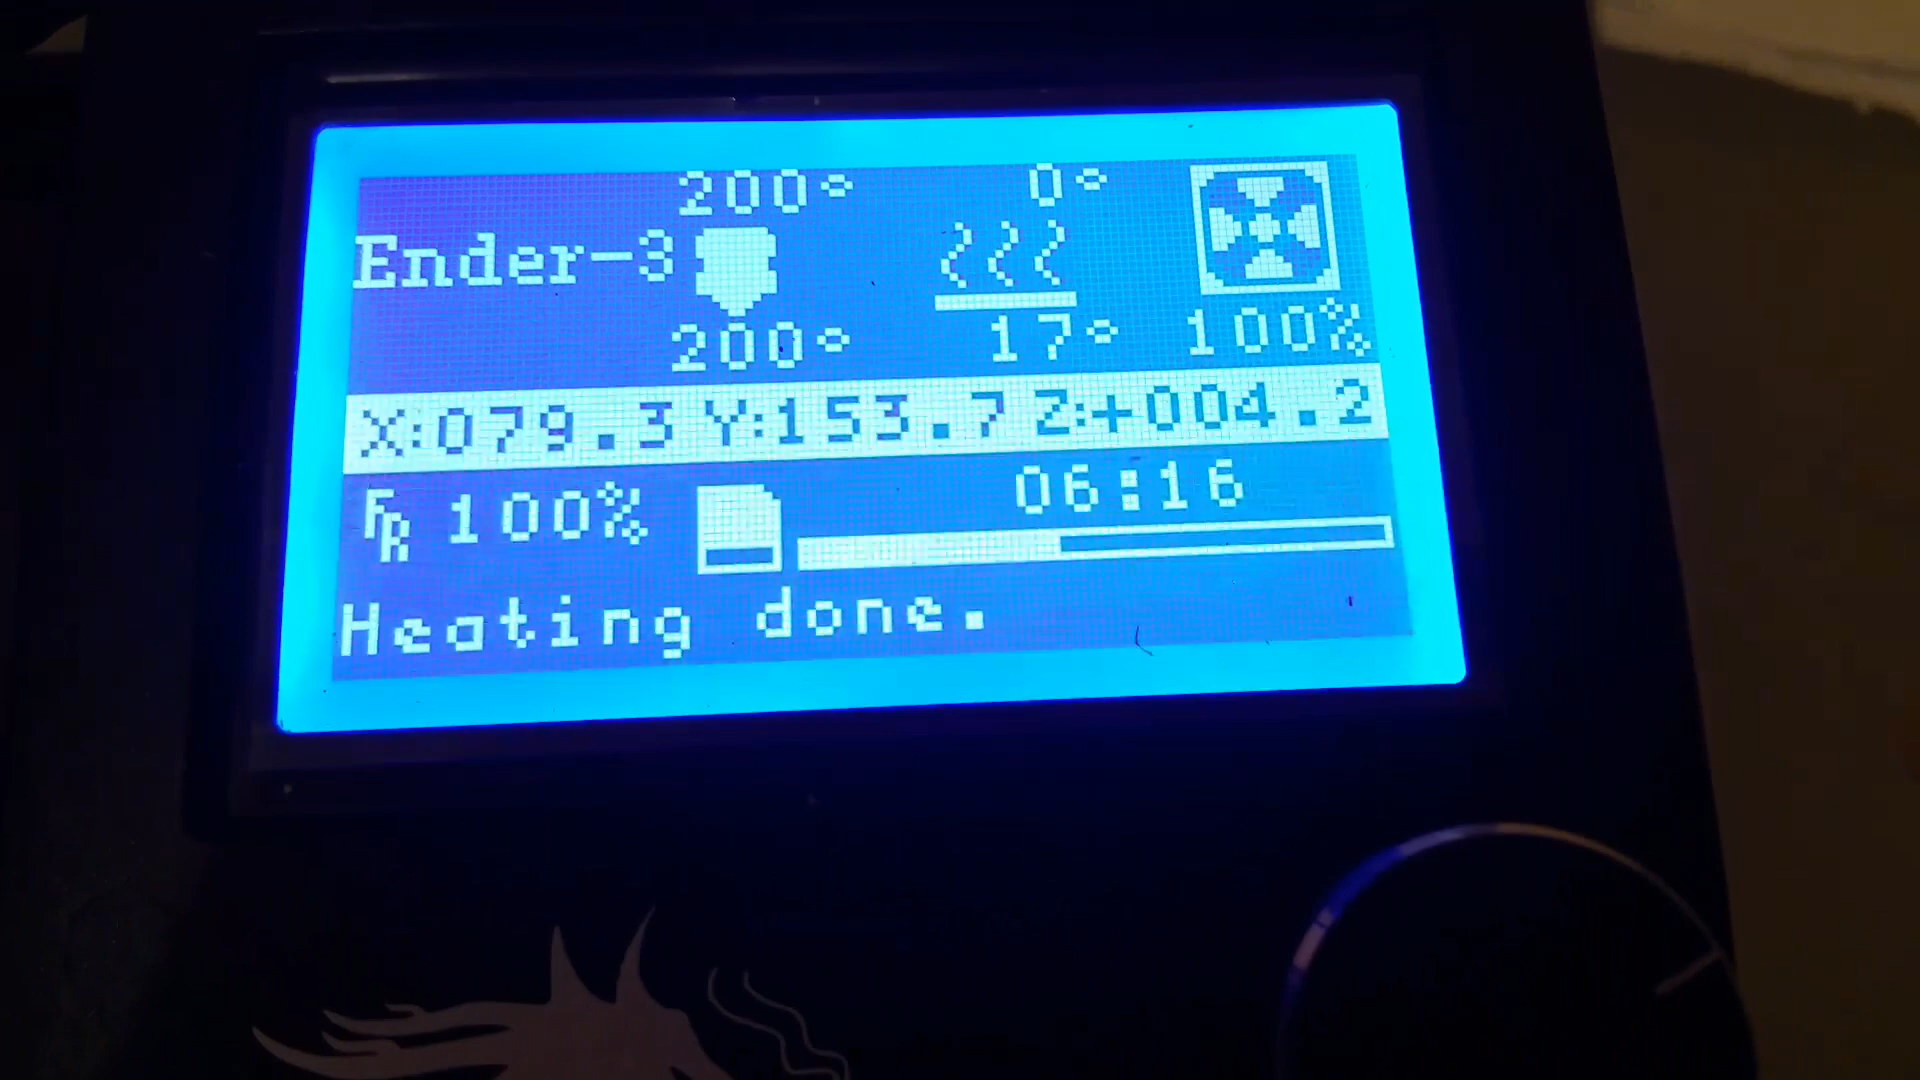 200° 0°
Ender-3
200° 17° 100%
X:079.3 Y:153.7 Z:+004.2
FR 100% 06:16
Heating done.